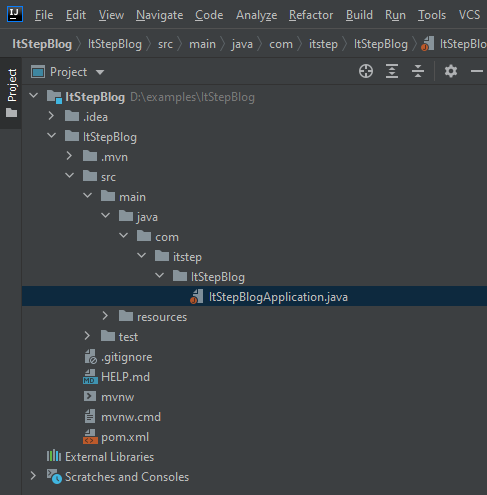 IJ File Edit View Navigate Code Analyze Refactor Build Run Tools VCS
ItStepBlog ItStepBlog src main java com itstep ItStepBlog ItStepBlo
Project
Project
ItStepBlog D:\examples\ItStepBlog
.idea
ItStepBlog
.mvn
src
main
java
com
itstep
ItStepBlog
ItStepBlogApplication.java
resources
test
.gitignore
HELP.md
mvnw
mvnw.cmd
pom.xml
External Libraries
Scratches and Consoles